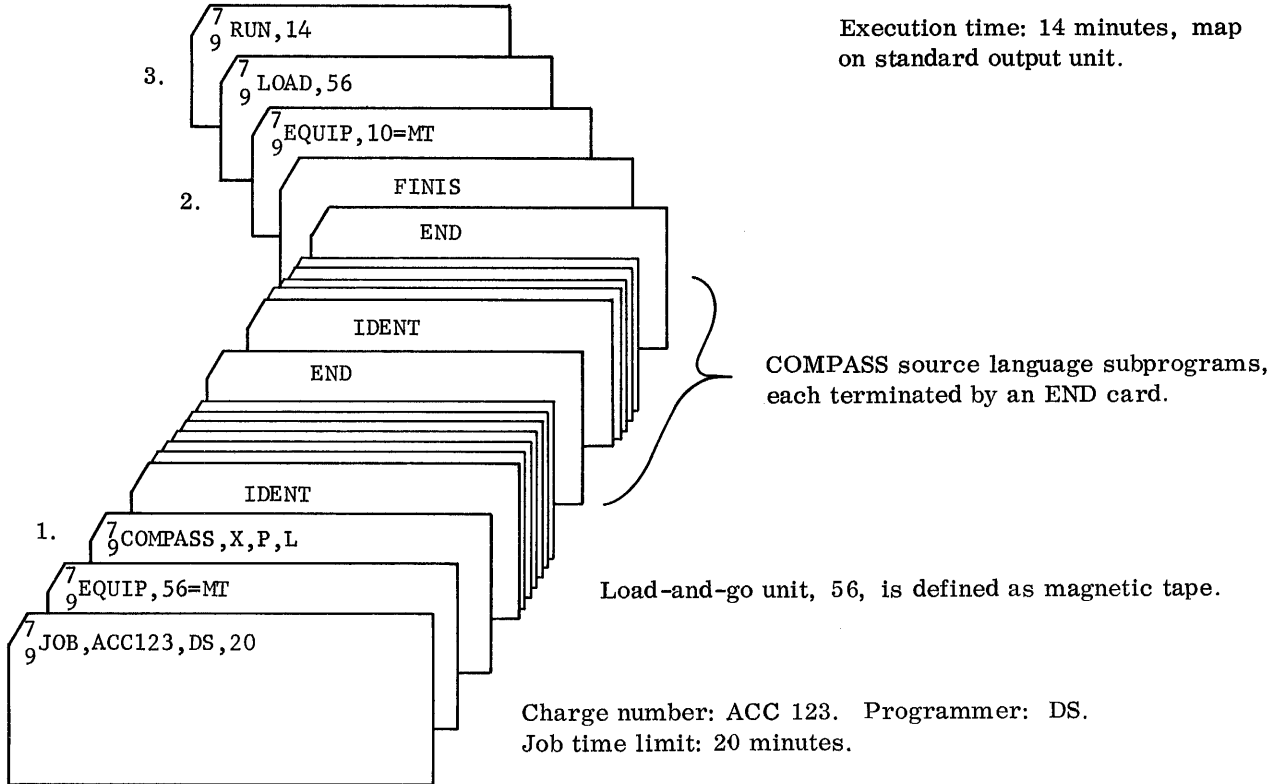 7
9 RUN,14
Execution time: 14 minutes, map
on standard output unit.
3.
7
9 LOAD,56
7
9 EQUIP,10=MT
2.
FINIS
END
IDENT
END
COMPASS source language subprograms,
each terminated by an END card.
IDENT
1.
7
9 COMPASS,X,P,L
7
9 EQUIP,56=MT
Load-and-go unit, 56, is defined as magnetic tape.
7
9 JOB,ACC123,DS,20
Charge number: ACC 123. Programmer: DS.
Job time limit: 20 minutes.